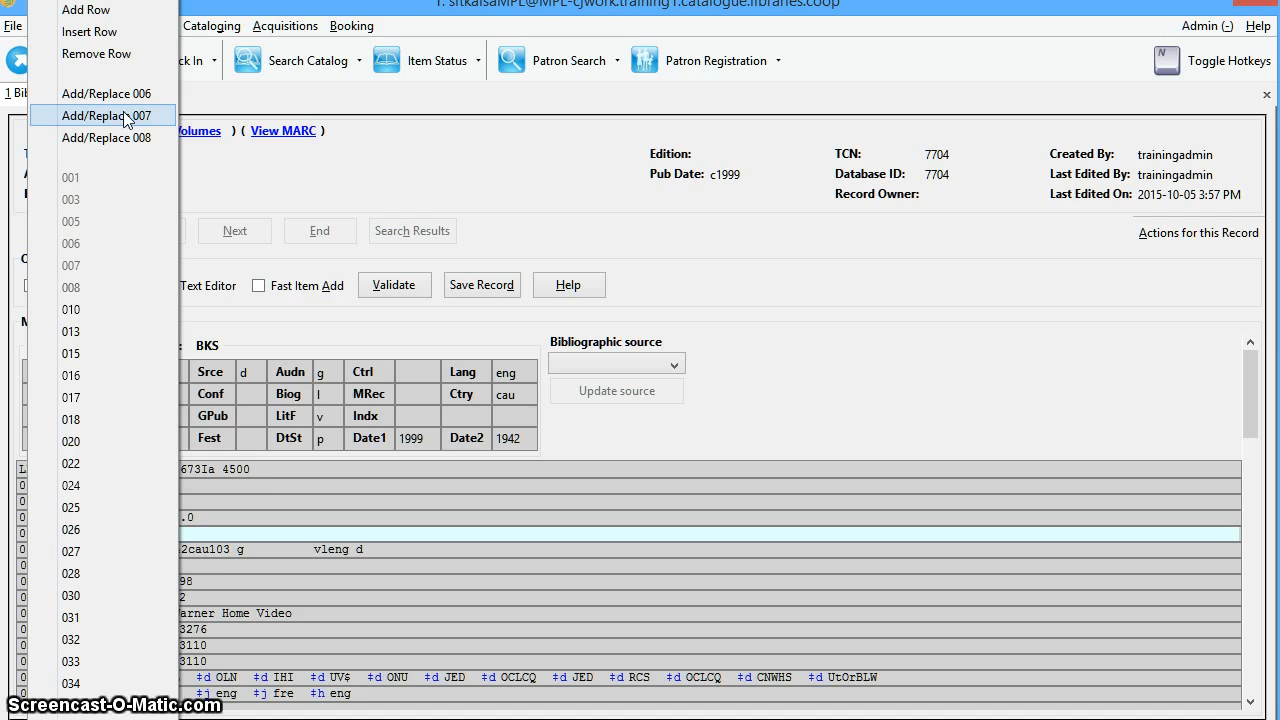 1. sitkaisaMPL@MPL-cjwork.training1.catalogue.libraries.coop
File Cataloging Acquisitions Booking Admin (-) Help
Search Catalog Item Status Patron Search Patron Registration Toggle Hotkeys
Add Row
Insert Row
Remove Row
Add/Replace 006
Add/Replace 007
Add/Replace 008
001
003
005
006
007
008
010
013
015
016
017
018
020
022
024
025
026
027
028
030
031
032
033
034
) ( View MARC )
Edition: TCN: 7704 Created By: trainingadmin
Pub Date: c1999 Database ID: 7704 Last Edited By: trainingadmin
Record Owner: Last Edited On: 2015-10-05 3:57 PM
Next End Search Results
Actions for this Record
Text Editor Fast Item Add Validate Save Record Help
BKS Bibliographic source
Srce d Audn g Ctrl Lang eng
Conf Biog l MRec Ctry cau
GPub LitF v Indx
Fest DtSt p Date1 1999 Date2 1942
Update source
673Ia 4500
.0
2cau103 g vleng d
98
2
arner Home Video
3276
3110
3110
‡d OLN ‡d IHI ‡d UV$ ‡d ONU ‡d JED ‡d OCLCQ ‡d JED ‡d RCS ‡d OCLCQ ‡d CNWHS ‡d UtOrBLW
‡j eng ‡j fre ‡h eng
Screencast-O-Matic.com